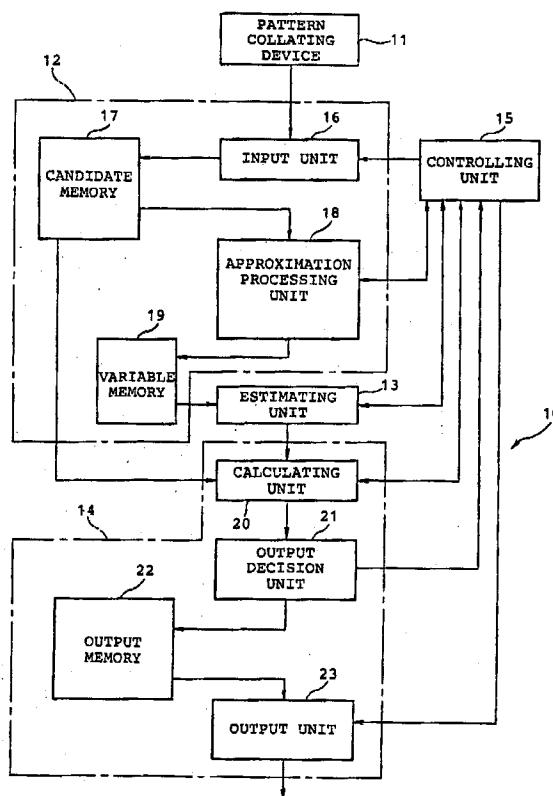 PATTERN
COLLATING
DEVICE
11
12
17
16
15
INPUT UNIT
CONTROLLING
UNIT
CANDIDATE
MEMORY
18
APPROXIMATION
PROCESSING
UNIT
19
VARIABLE
MEMORY
13
ESTIMATING
UNIT
10
CALCULATING
UNIT
14
20
21
OUTPUT
DECISION
UNIT
22
OUTPUT
MEMORY
23
OUTPUT UNIT